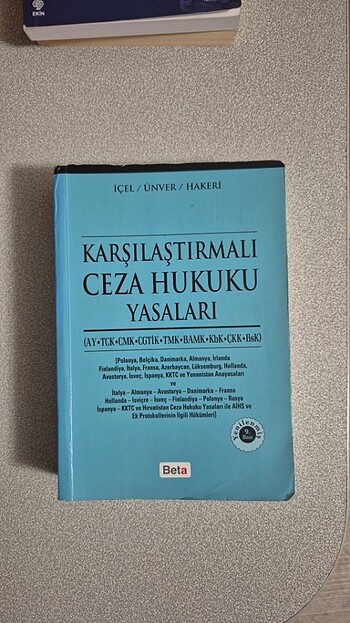 EKİN
İÇEL / ÜNVER / HAKERİ
KARŞILAŞTIRMALI
CEZA HUKUKU
YASALARI
(AY•TCK•CMK•CGTİK•TMK•BAMK•KbK•ÇKK•BsK)
[Polonya, Belçika, Danimarka, Almanya, İrlanda
Finlandiya, İtalya, Fransa, Azerbaycan, Lüksemburg, Hollanda,
Avusturya, İsveç, İspanya, KKTC ve Yunanistan Anayasaları
ve
İtalya – Almanya – Avusturya – Danimarka – Fransa
Hollanda – İsviçre – İsveç – Finlandiya – Polonya – Rusya
İspanya – KKTC ve Hırvatistan Ceza Hukuku Yasaları ile AİHS ve
Ek Protokollerinin İlgili Hükümleri]
Yenilenmiş
9. Bası
Beta